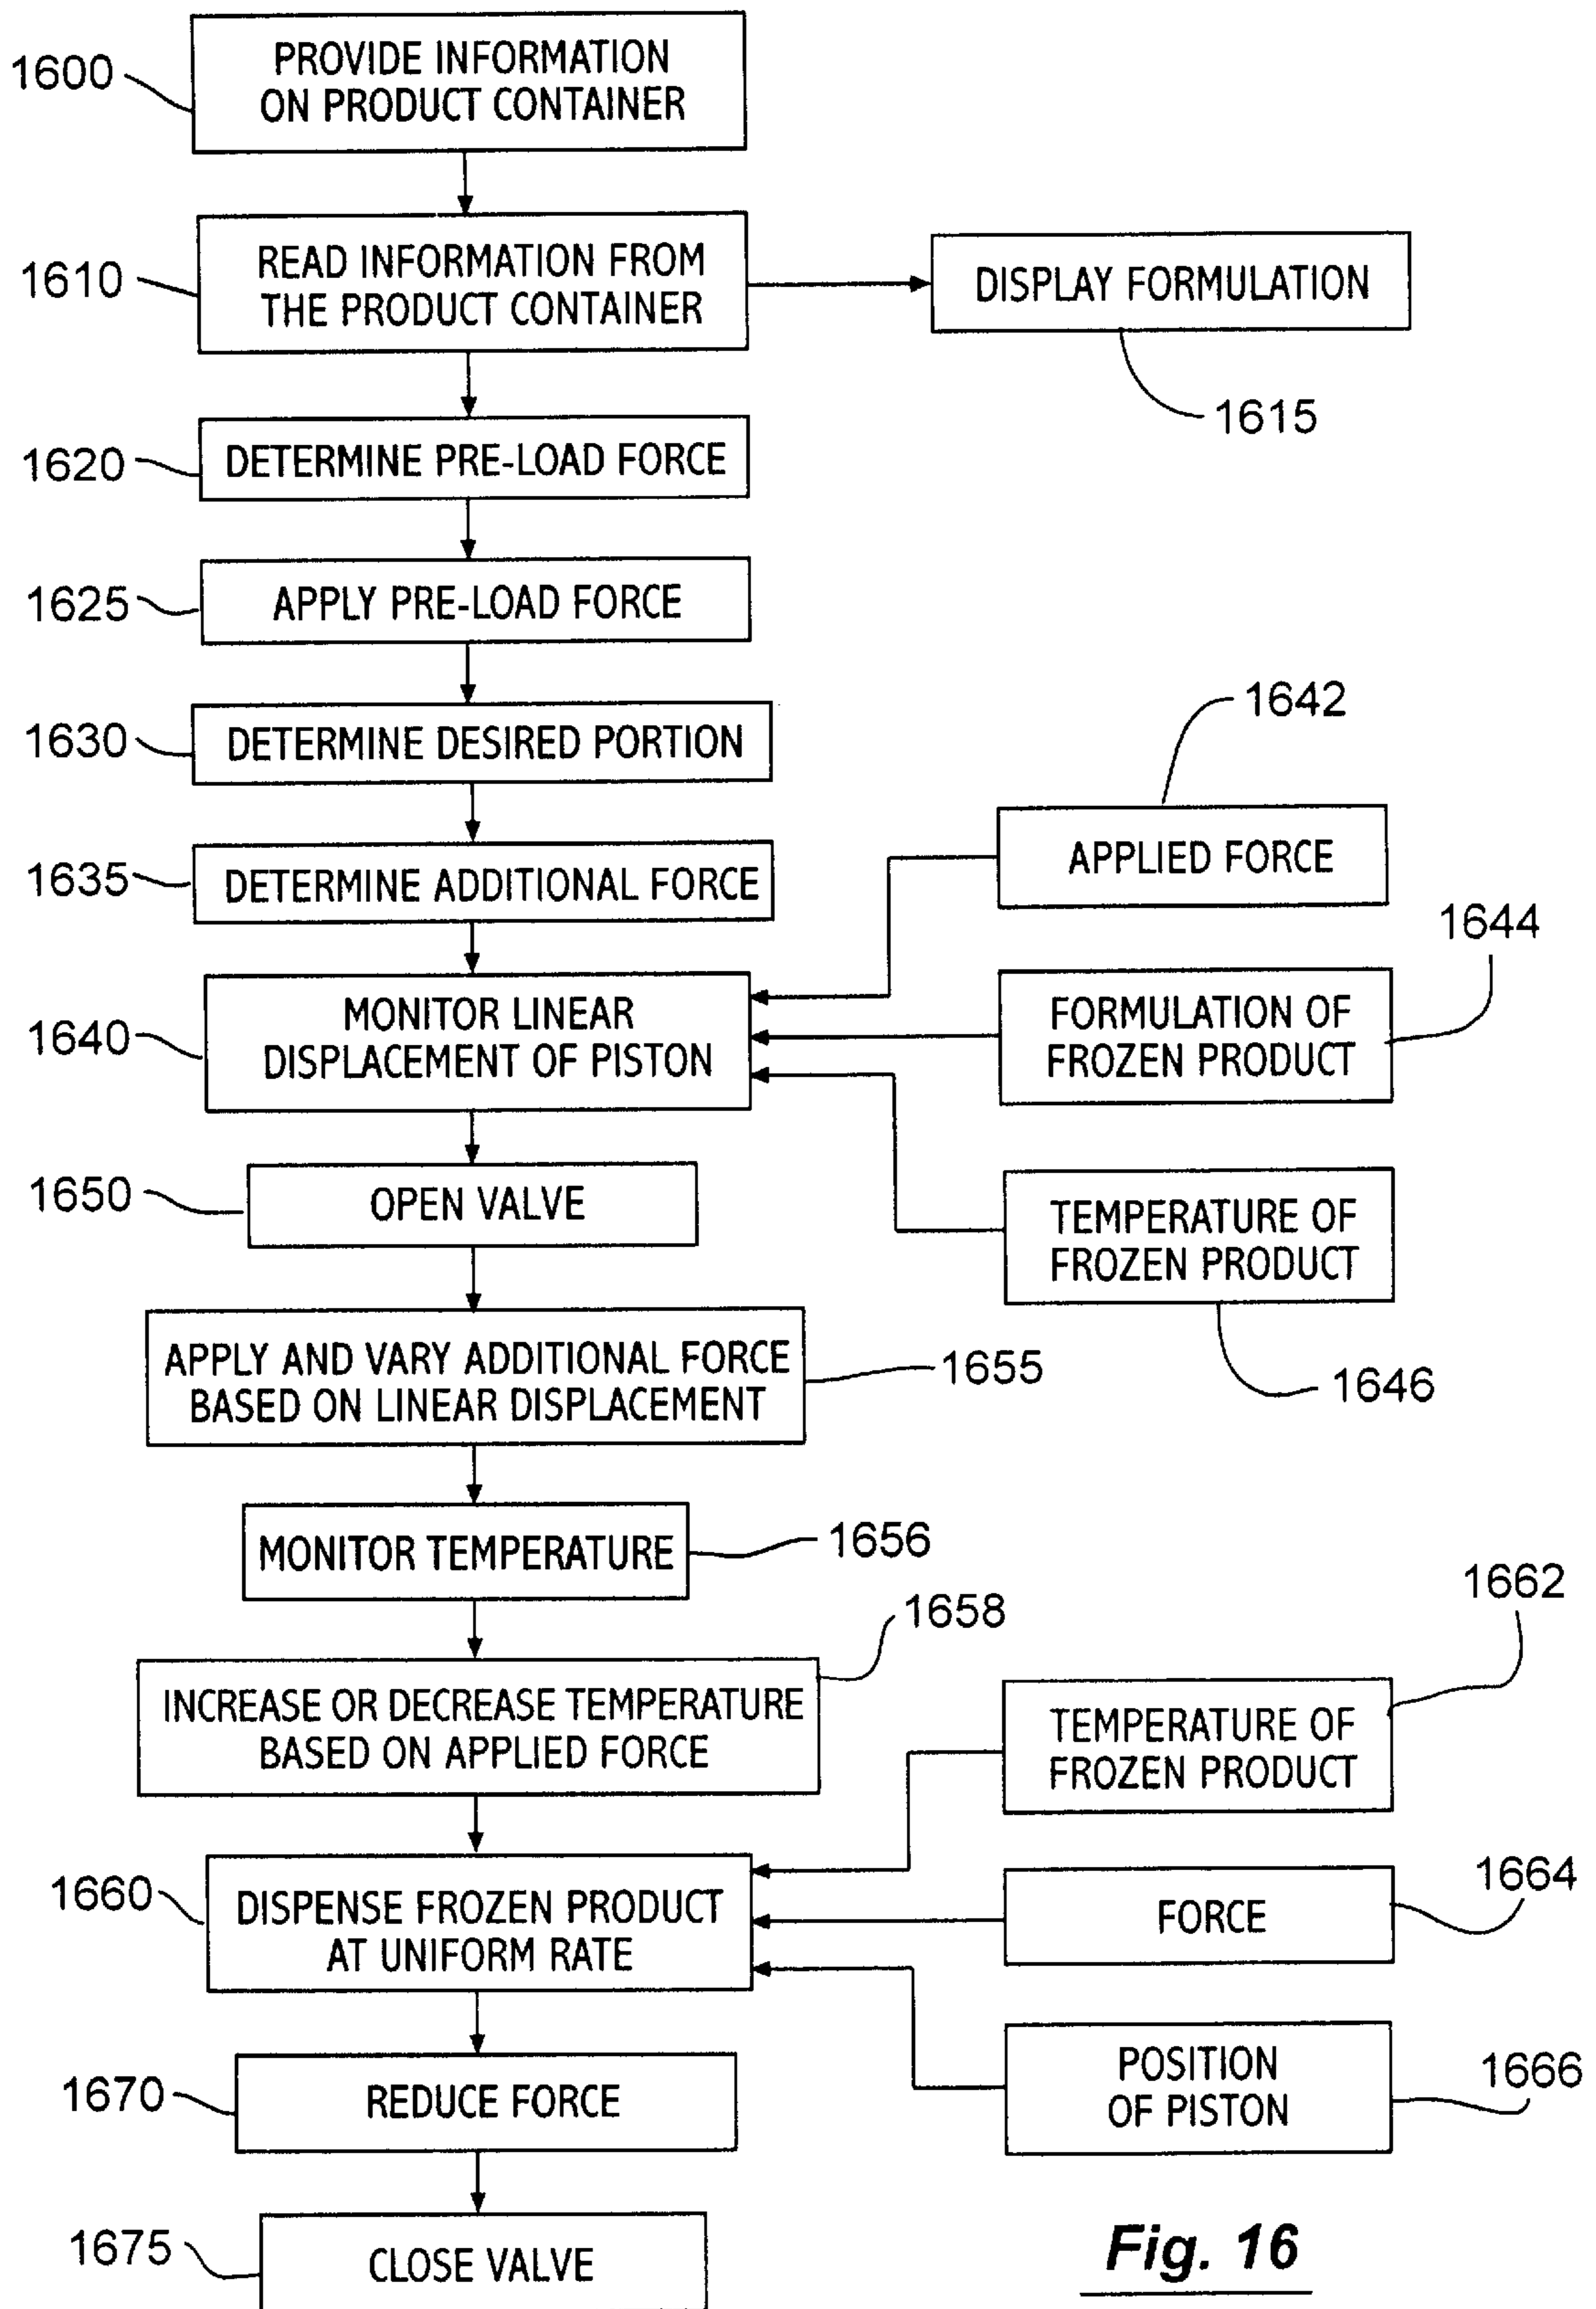 1600
PROVIDE INFORMATION
ON PRODUCT CONTAINER
1610
READ INFORMATION FROM
THE PRODUCT CONTAINER
DISPLAY FORMULATION
1615
1620
DETERMINE PRE-LOAD FORCE
1625
APPLY PRE-LOAD FORCE
1630
DETERMINE DESIRED PORTION
1635
DETERMINE ADDITIONAL FORCE
1642
APPLIED FORCE
1640
MONITOR LINEAR
DISPLACEMENT OF PISTON
1644
FORMULATION OF
FROZEN PRODUCT
1650
OPEN VALVE
TEMPERATURE OF
FROZEN PRODUCT
1646
APPLY AND VARY ADDITIONAL FORCE
BASED ON LINEAR DISPLACEMENT
1655
MONITOR TEMPERATURE
1656
1658
INCREASE OR DECREASE TEMPERATURE
BASED ON APPLIED FORCE
1662
TEMPERATURE OF
FROZEN PRODUCT
1660
DISPENSE FROZEN PRODUCT
AT UNIFORM RATE
FORCE
1664
1670
REDUCE FORCE
POSITION
OF PISTON
1666
1675
CLOSE VALVE
Fig. 16